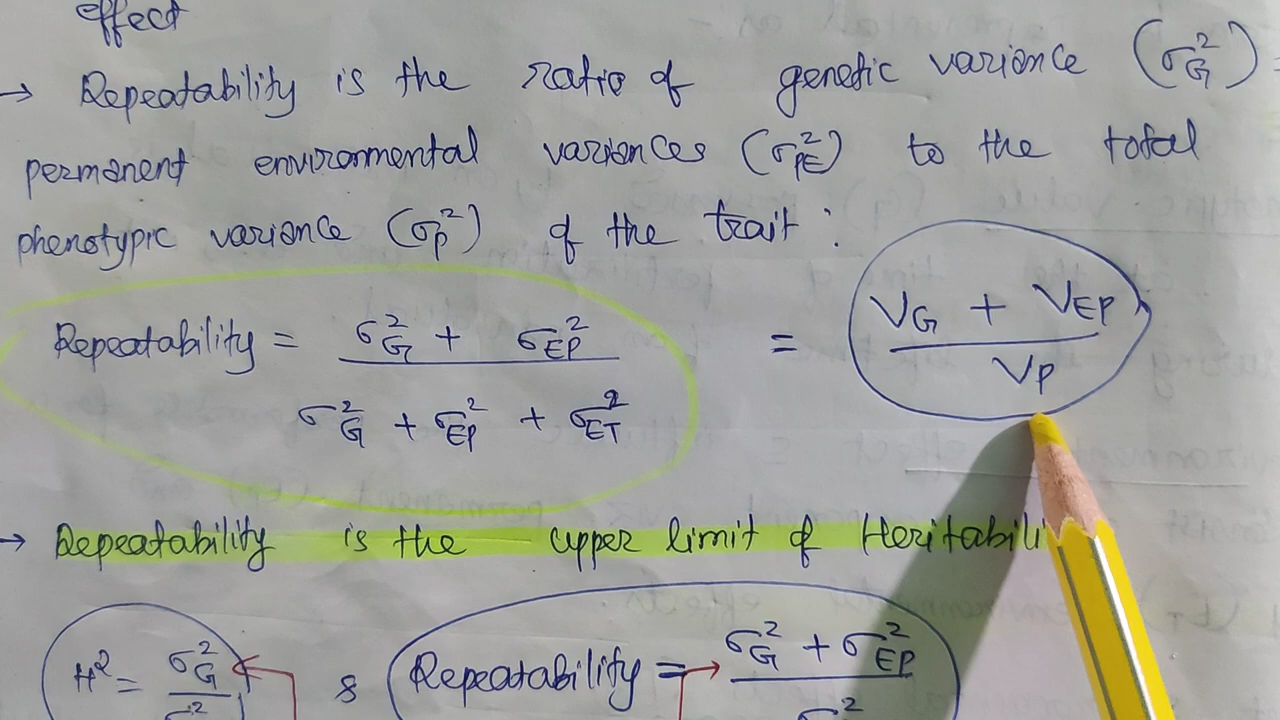 effect
→ Repeatability is the ratio of genetic variance (σ²G)
permanent environmental variances (σ²PE) to the total
phenotypic variance (σ²P) of the trait :
Repeatability = σ²G + σ²EP / σ²G + σ²EP + σ²ET = VG + VEP / VP
→ Repeatability is the upper limit of Heritabili
H² = σ²G / σ² & Repeatability = σ²G + σ²EP / σ²